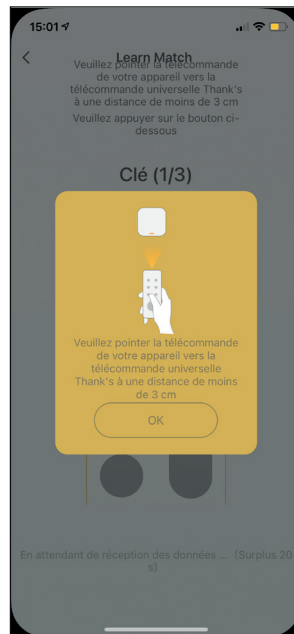 15:01
Learn Match
Veuillez pointer la télécommande
de votre appareil vers la
télécommande universelle Thank's
à une distance de moins de 3 cm
Veuillez appuyer sur le bouton ci-
dessous
Clé (1/3)
Veuillez pointer la télécommande
de votre appareil vers la
télécommande universelle
Thank's à une distance de moins
de 3 cm
OK
En attendant de réception des données ... (Surplus 20
s)